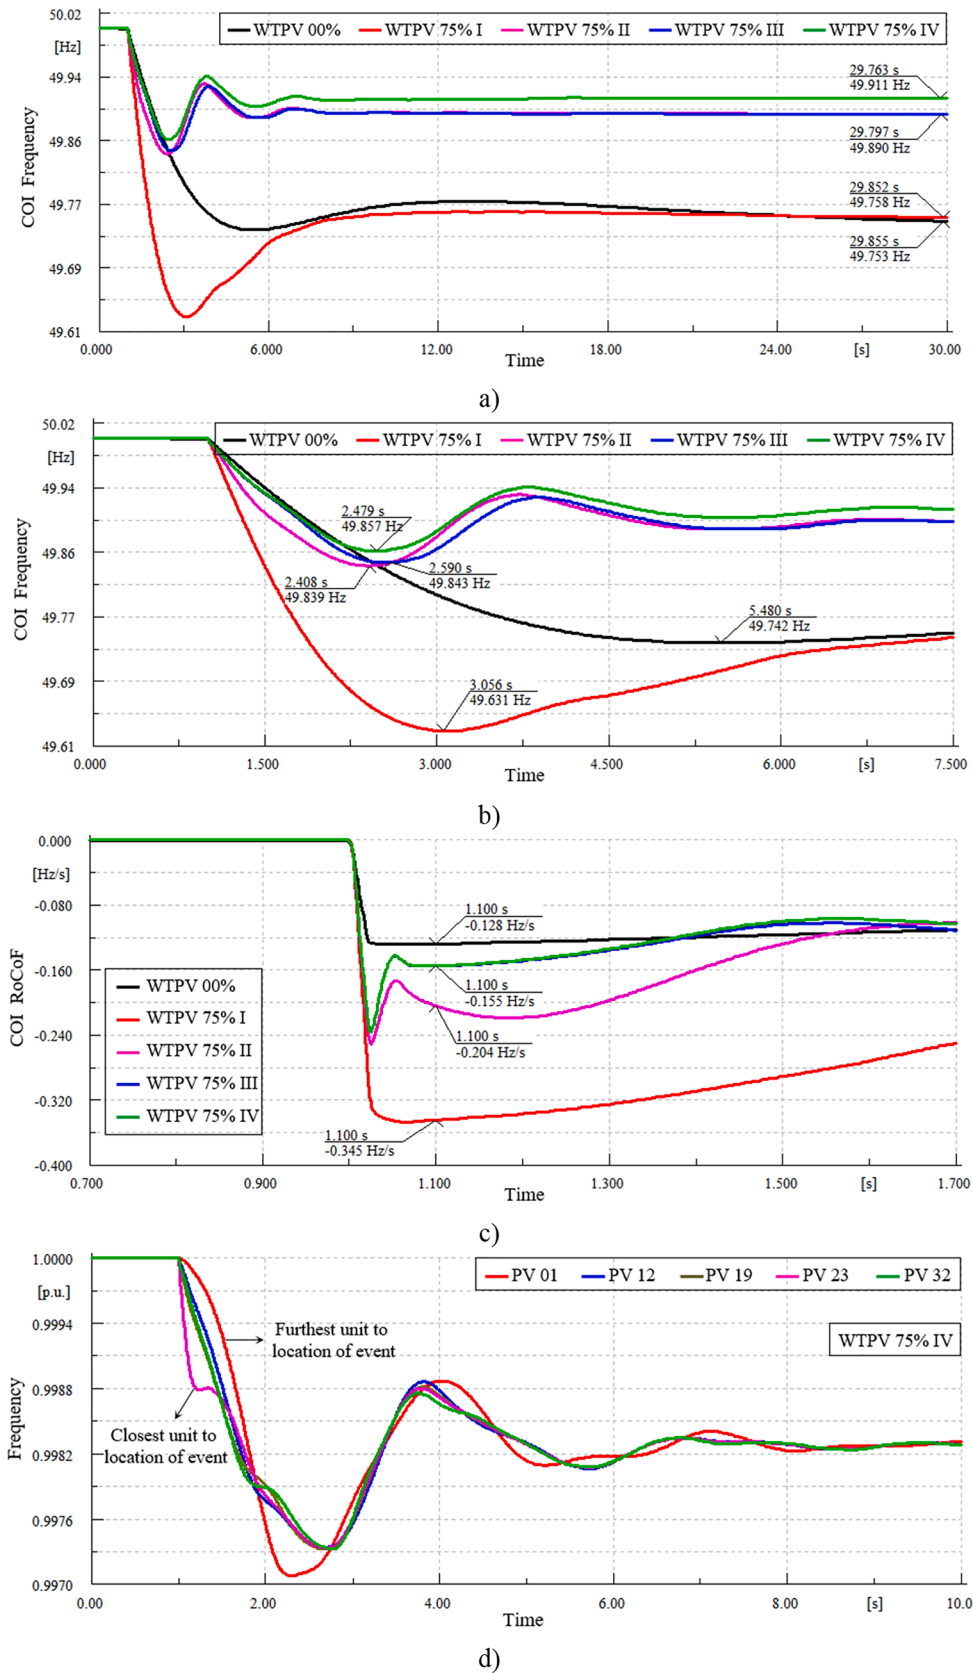 50.02
[Hz]
49.94
49.86
49.77
49.69
49.61
COI Frequency
WTPV 00% WTPV 75% I WTPV 75% II WTPV 75% III WTPV 75% IV
29.763 s
49.911 Hz
29.797 s
49.890 Hz
29.852 s
49.758 Hz
29.855 s
49.753 Hz
0.000 6.000 12.00 18.00 24.00 [s] 30.00
Time
a)
50.02
[Hz]
49.94
49.86
49.77
49.69
49.61
COI Frequency
WTPV 00% WTPV 75% I WTPV 75% II WTPV 75% III WTPV 75% IV
2.479 s
49.857 Hz
2.590 s
49.843 Hz
2.408 s
49.839 Hz
5.480 s
49.742 Hz
3.056 s
49.631 Hz
0.000 1.500 3.000 4.500 6.000 [s] 7.500
Time
b)
0.000
[Hz/s]
-0.080
-0.160
-0.240
-0.320
-0.400
COI RoCoF
1.100 s
-0.128 Hz/s
1.100 s
-0.155 Hz/s
1.100 s
-0.204 Hz/s
1.100 s
-0.345 Hz/s
WTPV 00%
WTPV 75% I
WTPV 75% II
WTPV 75% III
WTPV 75% IV
0.700 0.900 1.100 1.300 1.500 [s] 1.700
Time
c)
1.0000
[p.u.]
0.9994
0.9988
0.9982
0.9976
0.9970
Frequency
PV 01 PV 12 PV 19 PV 23 PV 32
WTPV 75% IV
Furthest unit to
location of event
Closest unit to
location of event
0.00 2.00 4.00 6.00 8.00 [s] 10.0
Time
d)